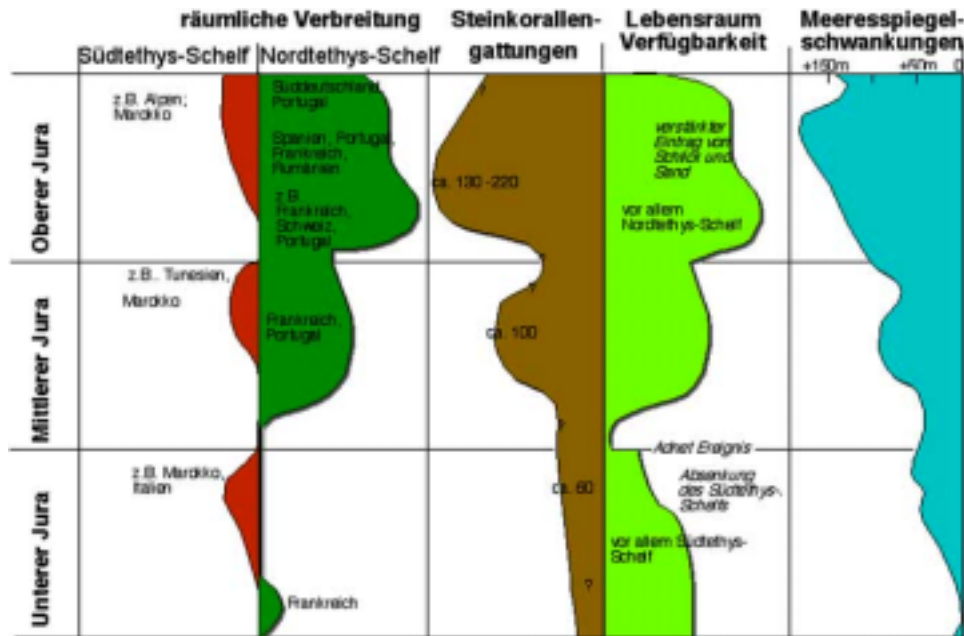 räumliche Verbreitung
Südtethys-Schelf
Nordtethys-Schelf
Steinkorallen-
gattungen
Lebensraum
Verfügbarkeit
Meeresspiegel-
schwankungen
+150m
+50m
0
Oberer Jura
z.B. Alpen;
Marokko
Süddeutschland,
Portugal
Spanien, Portugal,
Frankreich,
Rumänien
z.B.
Frankreich,
Schweiz,
Portugal
?
ca. 130 -220
verstärkter
Eintrag von
Schlick und
Sand
vor allem
Nordtethys-Schelf
Mittlerer Jura
z.B.. Tunesien,
Marokko
Frankreich,
Portugal
?
ca. 100
?
Adnet Ereignis
Unterer Jura
z.B. Marokko,
Italien
Frankreich
ca. 60
?
Absenkung
des Südtethys-
Schelfs
vor allem Südtethys-
Schelf